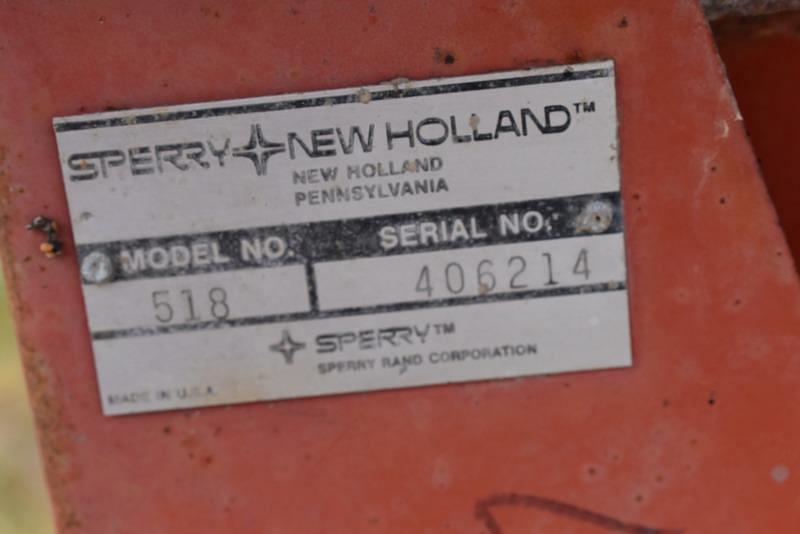 SPERRY NEW HOLLAND™
NEW HOLLAND
PENNSYLVANIA
MODEL NO. SERIAL NO.
518 406214
SPERRY™
SPERRY RAND CORPORATION
MADE IN U.S.A.